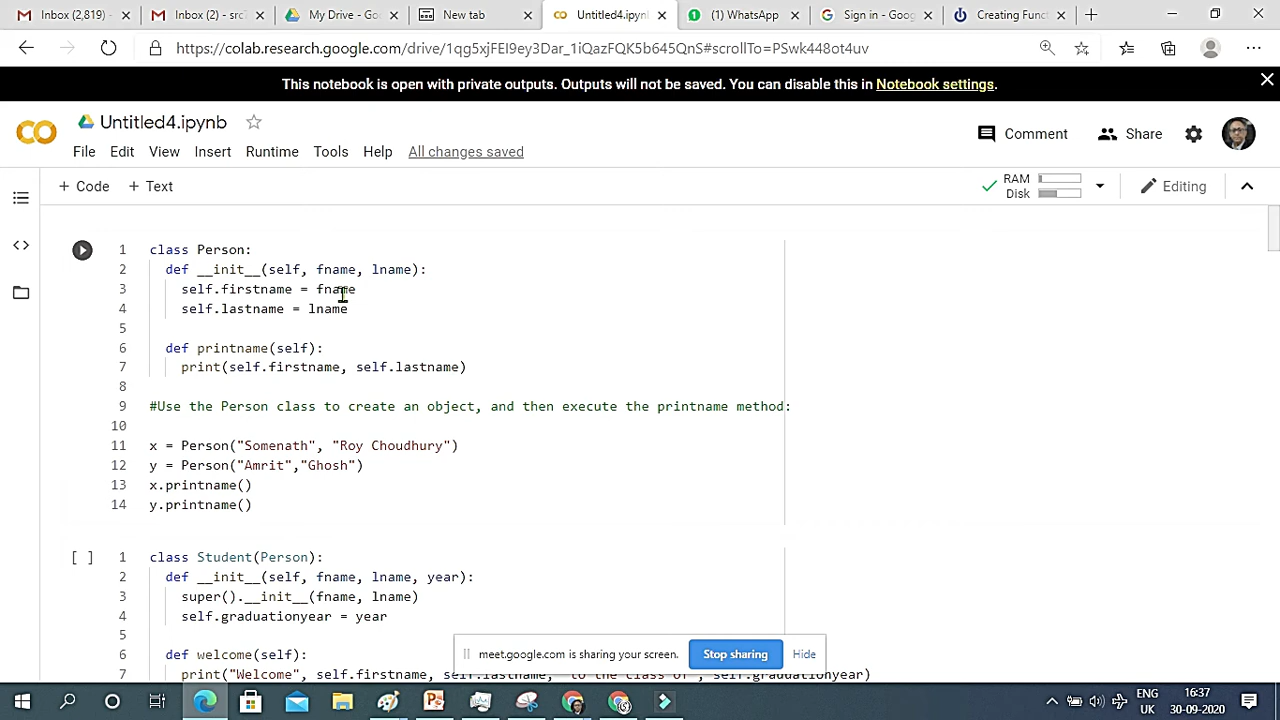 Inbox (2,819)
Inbox (2) - src
My Drive - Go
New tab
Untitled4.ipyn
(1) WhatsApp
Sign in - Goog
Creating Func
https://colab.research.google.com/drive/1qg5xjFEI9ey3Dar_1iQazFQK5b645QnS#scrollTo=PSwk448ot4uv
This notebook is open with private outputs. Outputs will not be saved. You can disable this in Notebook settings.
Untitled4.ipynb
Comment
Share
File Edit View Insert Runtime Tools Help All changes saved
+ Code + Text
RAM
Disk
Editing
1 class Person:
2 def __init__(self, fname, lname):
3 self.firstname = fname
4 self.lastname = lname
5
6 def printname(self):
7 print(self.firstname, self.lastname)
8
9 #Use the Person class to create an object, and then execute the printname method:
10
11 x = Person("Somenath", "Roy Choudhury")
12 y = Person("Amrit","Ghosh")
13 x.printname()
14 y.printname()
[ ] 1 class Student(Person):
2 def __init__(self, fname, lname, year):
3 super().__init__(fname, lname)
4 self.graduationyear = year
5
6 def welcome(self):
7 print("Welcome", self.firstname, self.lastname, "to the class of", self.graduationyear)
meet.google.com is sharing your screen.
Stop sharing
Hide
ENG
UK
16:37
30-09-2020